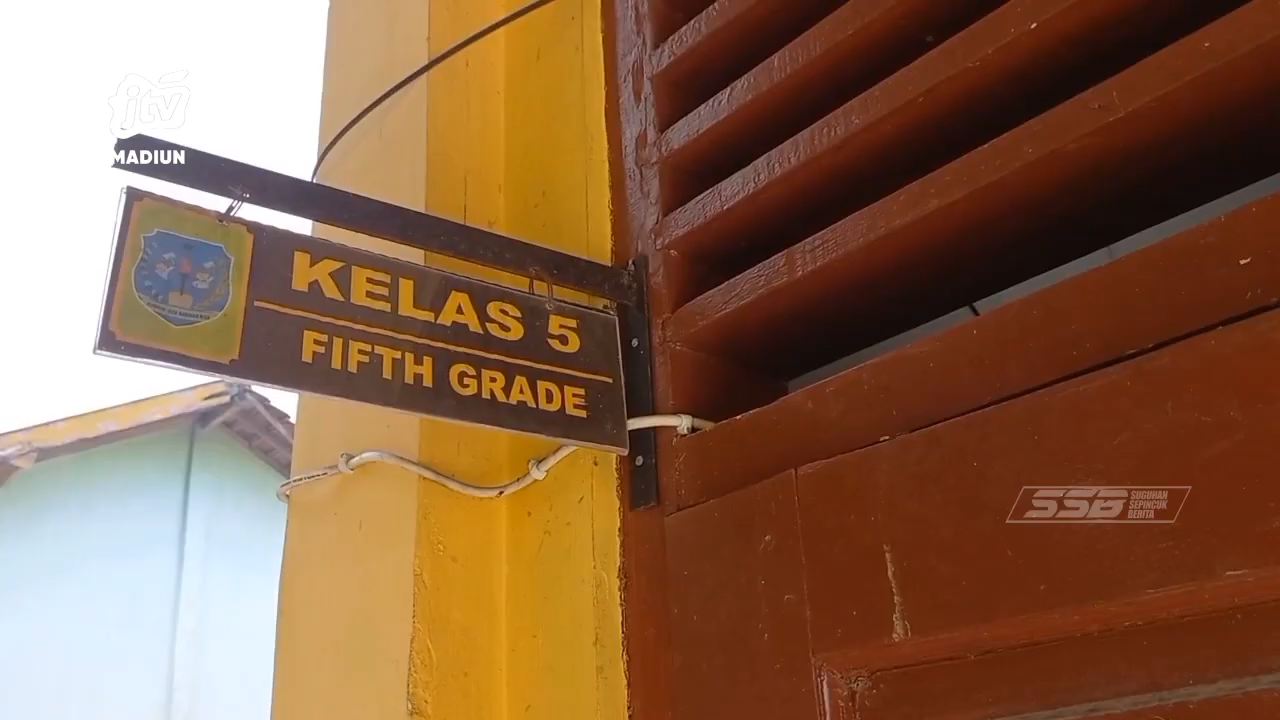 jtv
MADIUN
KELAS 5
FIFTH GRADE
SSB
SUGUHAN
SEPINCUK
BERITA